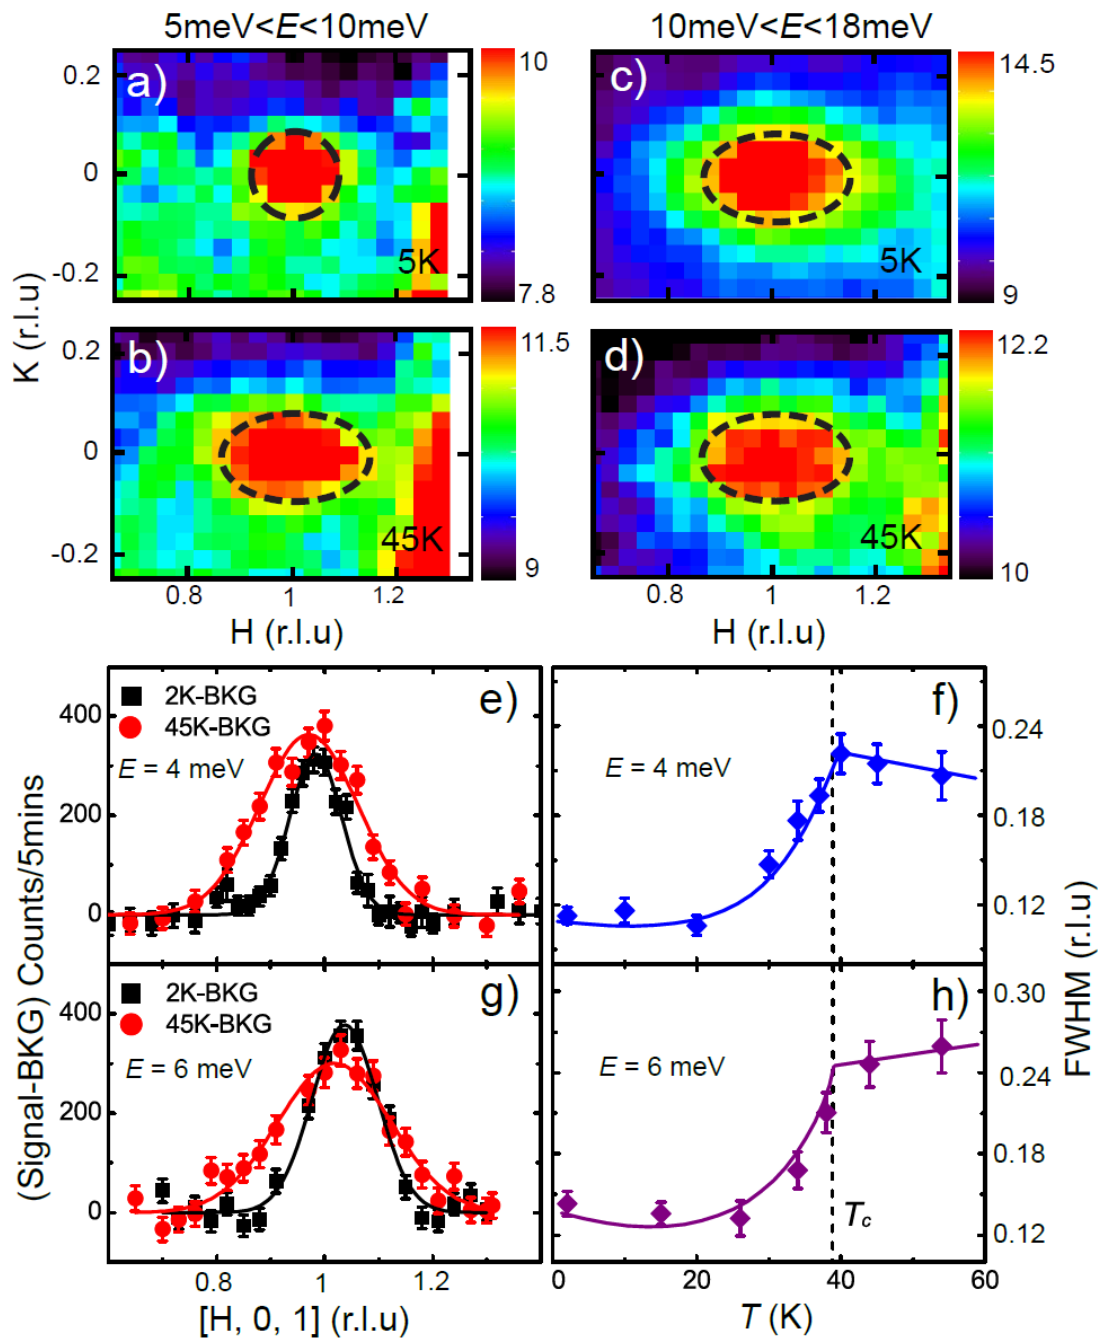 5meV<E<10meV
10meV<E<18meV
a)
5K
0.2
0
-0.2
10
7.8
c)
5K
14.5
9
b)
45K
0.2
0
-0.2
11.5
9
d)
45K
12.2
10
K (r.l.u)
0.8 1 1.2
H (r.l.u)
0.8 1 1.2
H (r.l.u)
2K-BKG
45K-BKG
E = 4 meV
e)
400
200
0
f)
E = 4 meV
0.24
0.18
0.12
2K-BKG
45K-BKG
E = 6 meV
g)
400
200
0
h)
E = 6 meV
Tc
0.30
0.24
0.18
0.12
(Signal-BKG) Counts/5mins
FWHM (r.l.u)
0.8 1 1.2
[H, 0, 1] (r.l.u)
0 20 40 60
T (K)